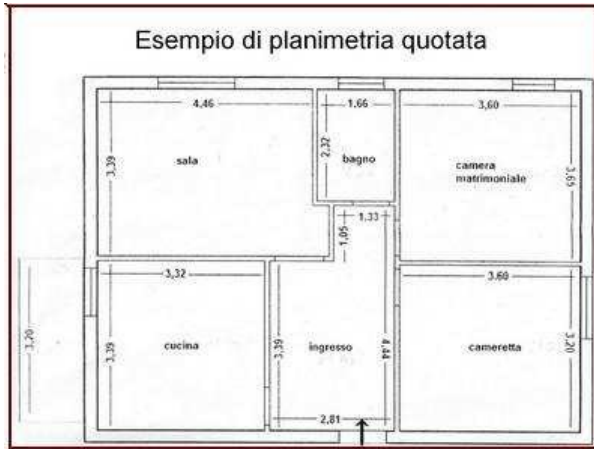 Esempio di planimetria quotata
4,46
1,66
3,60
3,39
sala
2,32
bagno
camera
matrimoniale
3,65
1,33
1,05
3,32
3,60
3,20
3,39
cucina
3,39
ingresso
4,44
cameretta
3,20
2,81